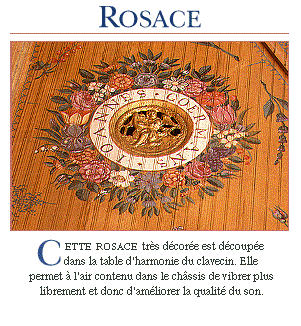 ROSACE
CETTE ROSACE très décorée est découpée
dans la table d'harmonie du clavecin. Elle
permet à l'air contenu dans le châssis de vibrer plus
librement et donc d'améliorer la qualité du son.